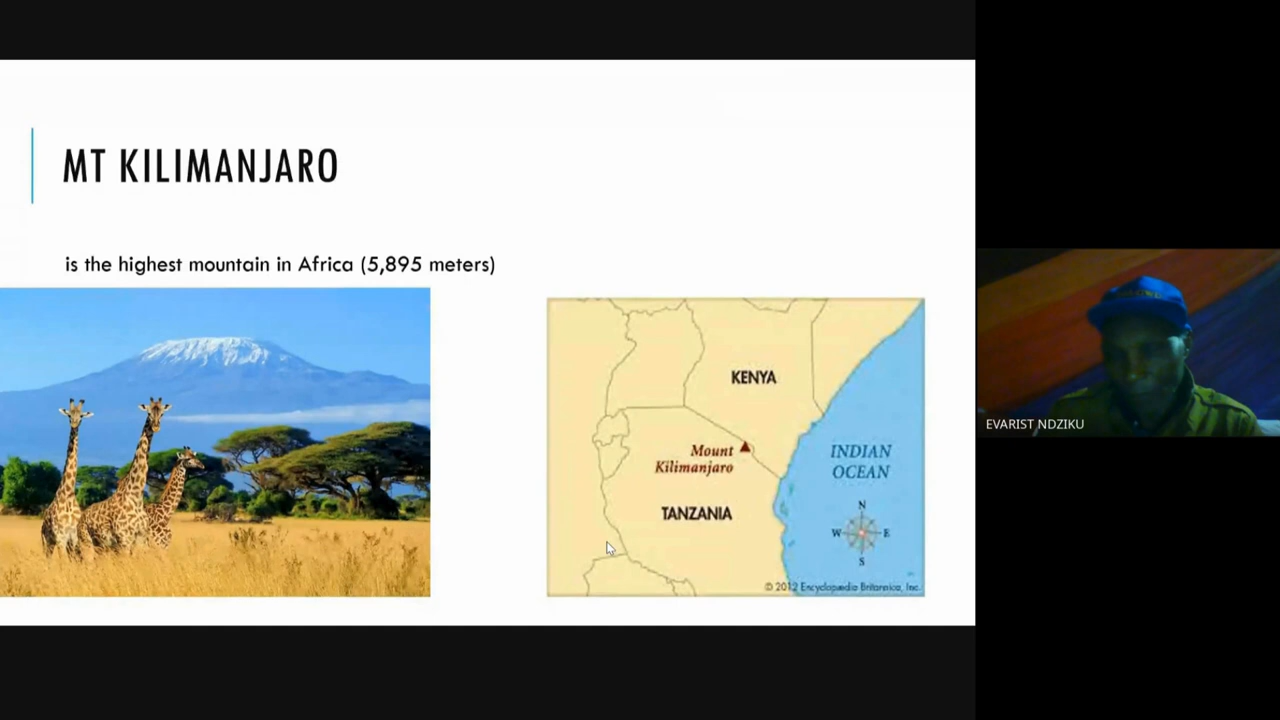 MT KILIMANJARO
is the highest mountain in Africa (5,895 meters)
KENYA
Mount
Kilimanjaro
TANZANIA
INDIAN
OCEAN
N
W E
S
© 2012 Encyclopædia Britannica, Inc.
EVARIST NDZIKU